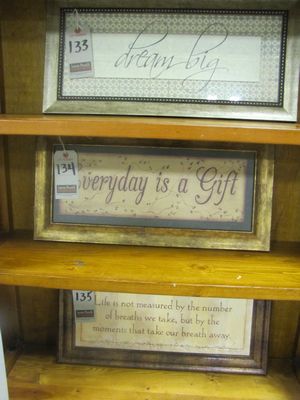 133
dream big
134
Everyday is a Gift
135
Life is not measured by the number
of breaths we take, but by the
moments that take our breath away.